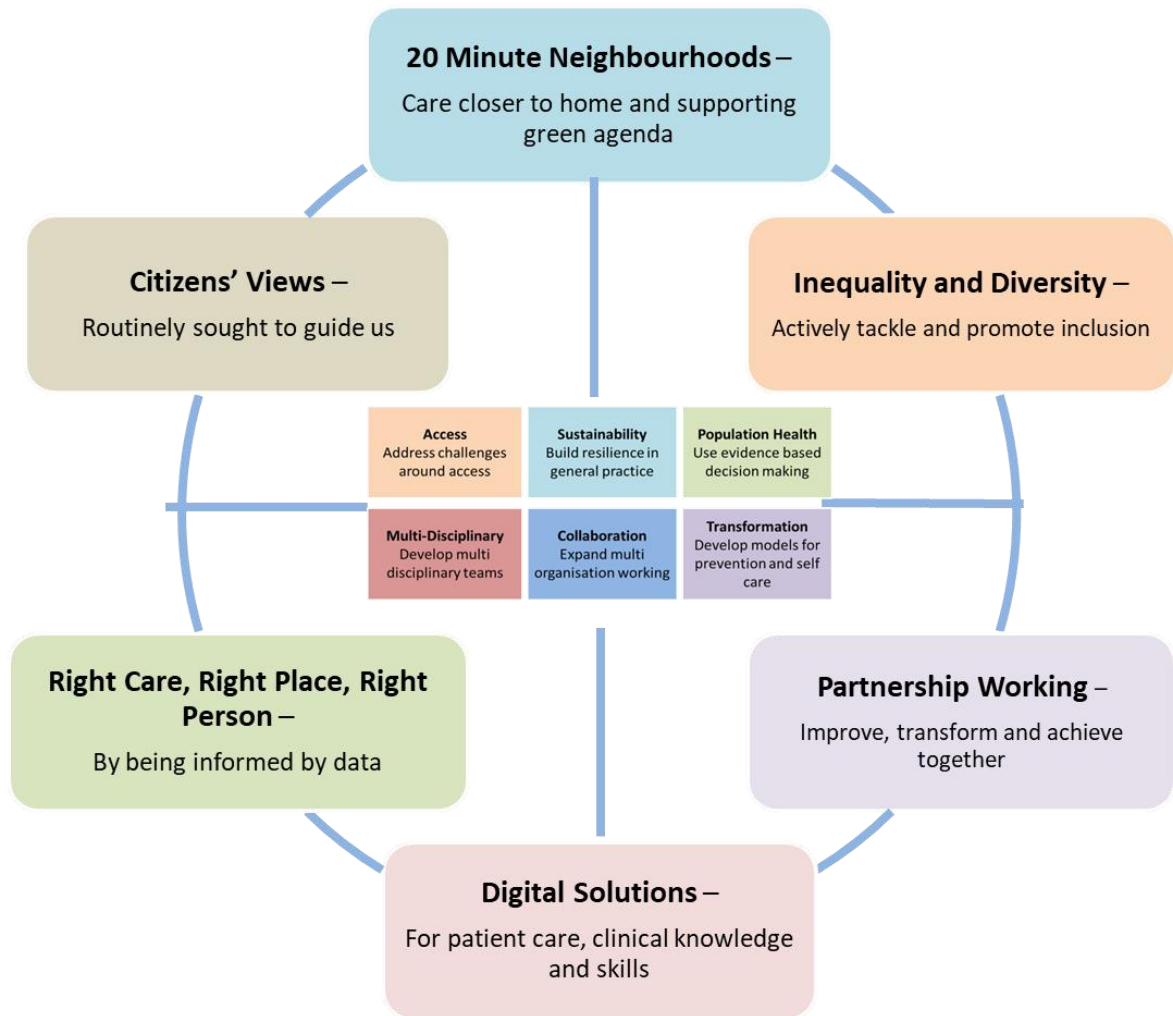 20 Minute Neighbourhoods –
Care closer to home and supporting
green agenda
Citizens’ Views –
Routinely sought to guide us
Inequality and Diversity –
Actively tackle and promote inclusion
Access
Address challenges
around access
Sustainability
Build resilience in
general practice
Population Health
Use evidence based
decision making
Multi-Disciplinary
Develop multi
disciplinary teams
Collaboration
Expand multi
organisation working
Transformation
Develop models for
prevention and self
care
Right Care, Right Place, Right
Person –
By being informed by data
Partnership Working –
Improve, transform and achieve
together
Digital Solutions –
For patient care, clinical knowledge
and skills